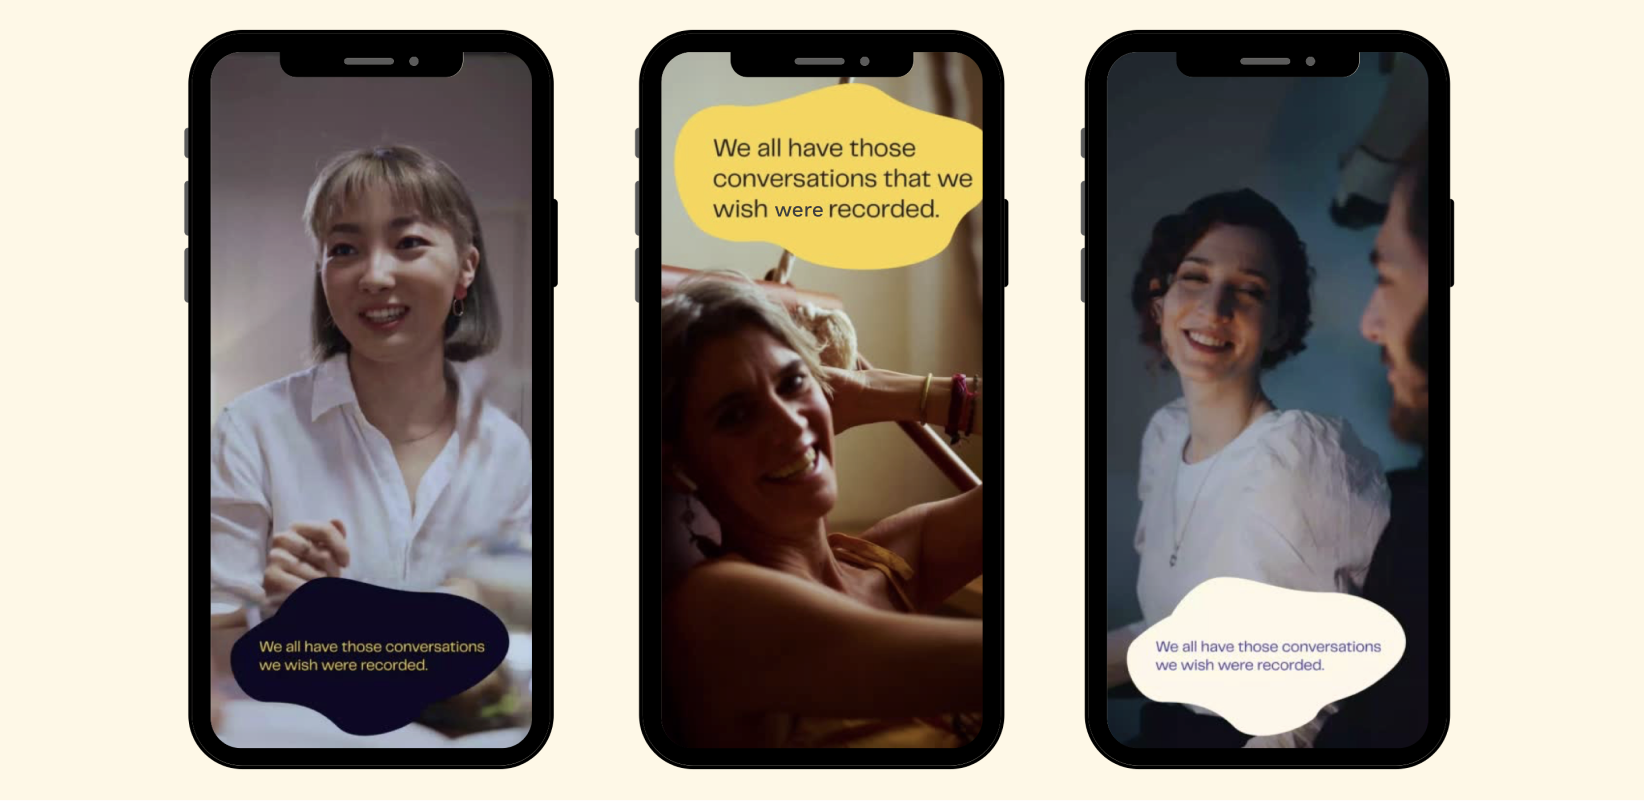 We all have those conversations
we wish were recorded.
We all have those
conversations that we
wish were recorded.
We all have those conversations
we wish were recorded.